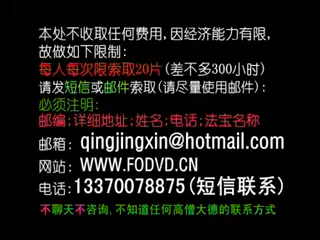 本处不收取任何费用,因经济能力有限,
故做如下限制:
每人每次限索取20片(差不多300小时)
请发短信或邮件索取(请尽量使用邮件):
必须注明:
邮编;详细地址;姓名;电话;法宝名称
邮箱: qingjingxin@hotmail.com
网站: WWW.FODVD.CN
电话:13370078875(短信联系)
不聊天不咨询,不知道任何高僧大德的联系方式